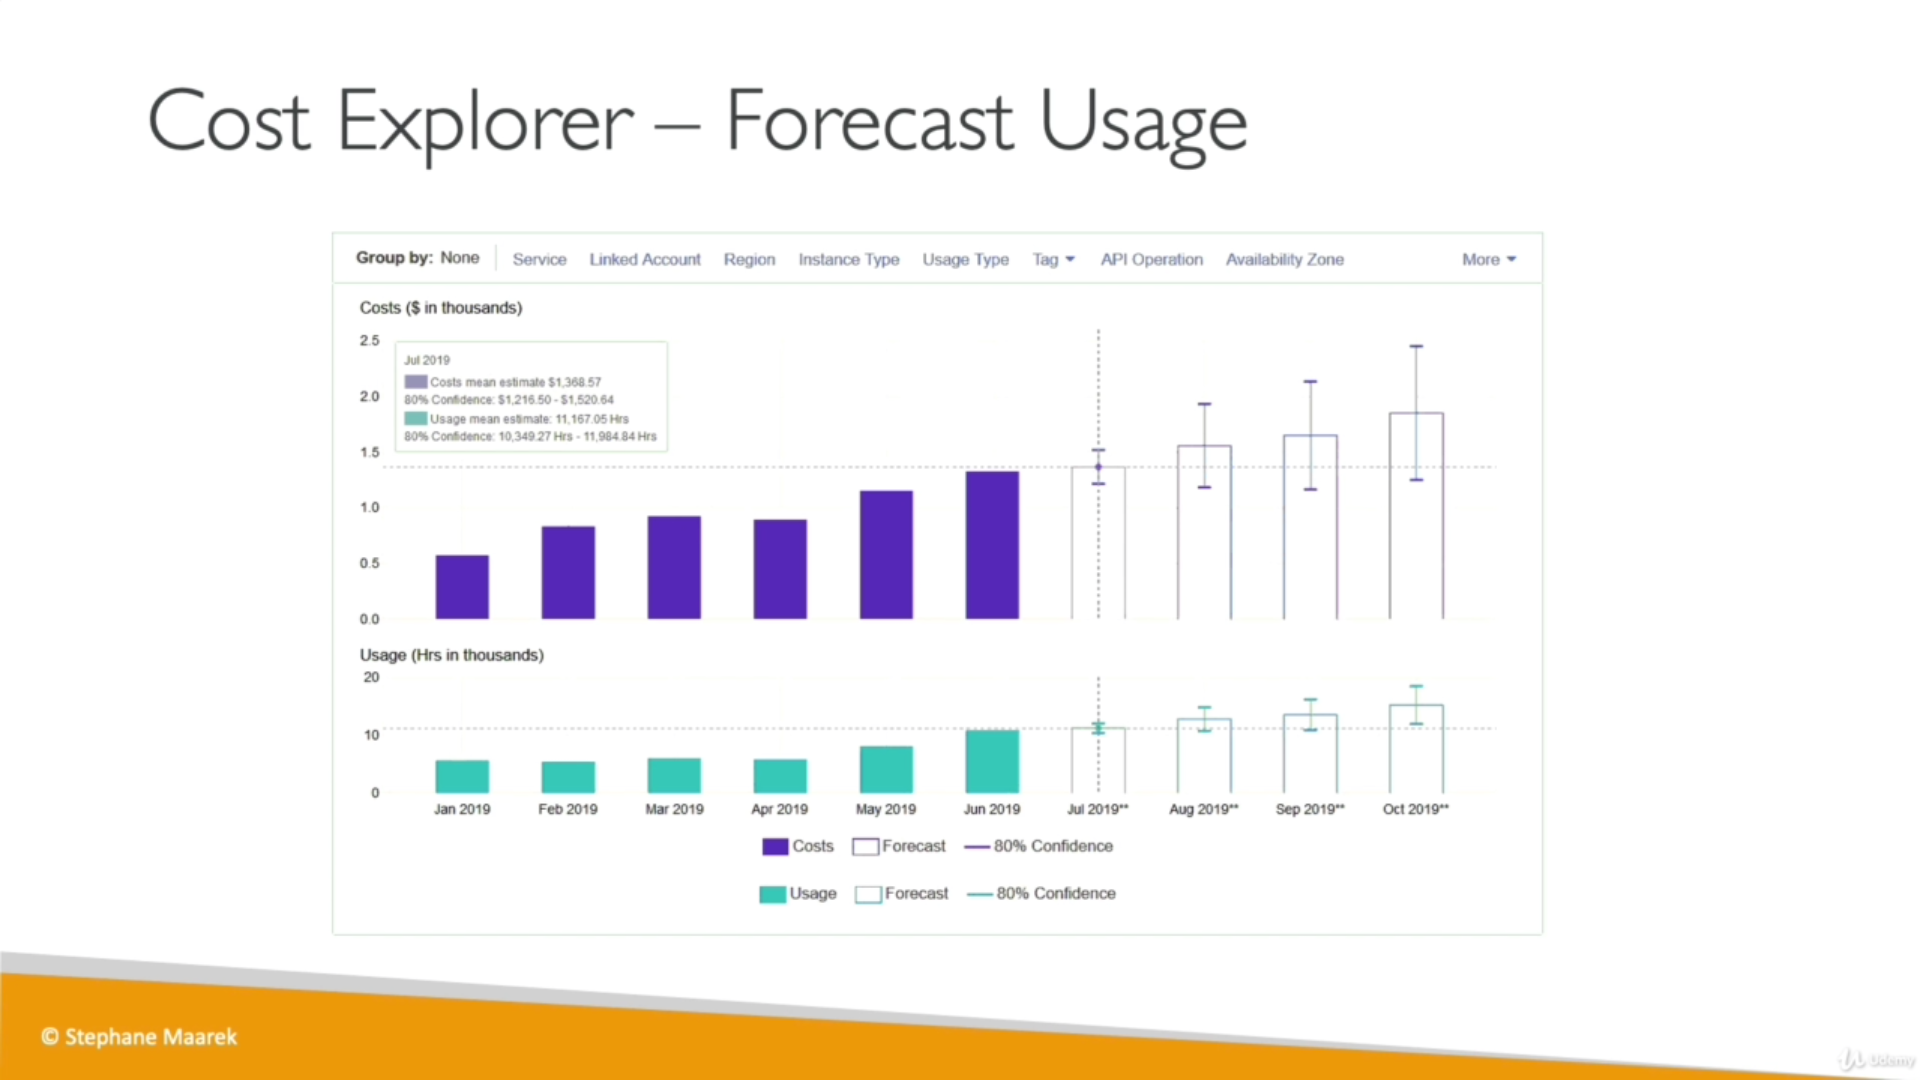 Cost Explorer – Forecast Usage
Group by: None Service Linked Account Region Instance Type Usage Type Tag API Operation Availability Zone More
Costs ($ in thousands)
2.5
2.0
1.5
1.0
0.5
0.0
Jul 2019
Costs mean estimate $1,368.57
80% Confidence: $1,216.50 - $1,520.64
Usage mean estimate: 11,167.05 Hrs
80% Confidence: 10,349.27 Hrs - 11,984.84 Hrs
Usage (Hrs in thousands)
20
10
0
Jan 2019 Feb 2019 Mar 2019 Apr 2019 May 2019 Jun 2019 Jul 2019** Aug 2019** Sep 2019** Oct 2019**
Costs Forecast 80% Confidence
Usage Forecast 80% Confidence
© Stephane Maarek
Udemy